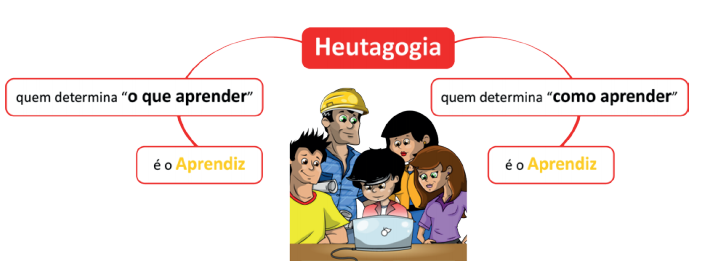 Heutagogia
quem determina “o que aprender”
é o Aprendiz
quem determina “como aprender”
é o Aprendiz